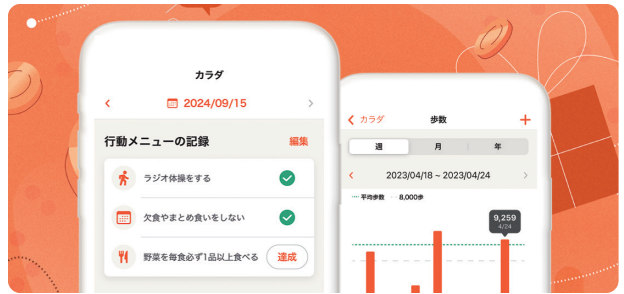 カラダ
2024/09/15
行動メニューの記録 編集
ラジオ体操をする
欠食やまとめ食いをしない
野菜を毎食必ず1品以上食べる 達成
カラダ 歩数
週 月 年
2023/04/18 ~ 2023/04/24
平均歩数 8,000歩
9,259
4/24